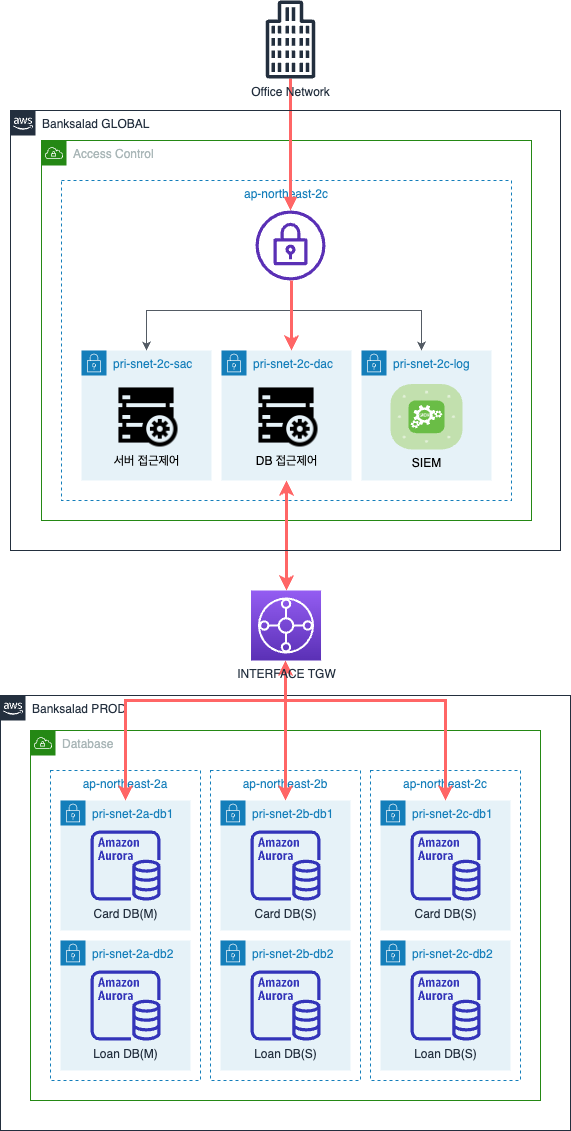 Office Network
aws
Banksalad GLOBAL
Access Control
ap-northeast-2c
pri-snet-2c-sac
pri-snet-2c-dac
pri-snet-2c-log
서버 접근제어
DB 접근제어
SIEM
INTERFACE TGW
aws
Banksalad PROD
Database
ap-northeast-2a
ap-northeast-2b
ap-northeast-2c
pri-snet-2a-db1
pri-snet-2b-db1
pri-snet-2c-db1
Amazon
Aurora
Amazon
Aurora
Amazon
Aurora
Card DB(M)
Card DB(S)
Card DB(S)
pri-snet-2a-db2
pri-snet-2b-db2
pri-snet-2c-db2
Amazon
Aurora
Amazon
Aurora
Amazon
Aurora
Loan DB(M)
Loan DB(S)
Loan DB(S)